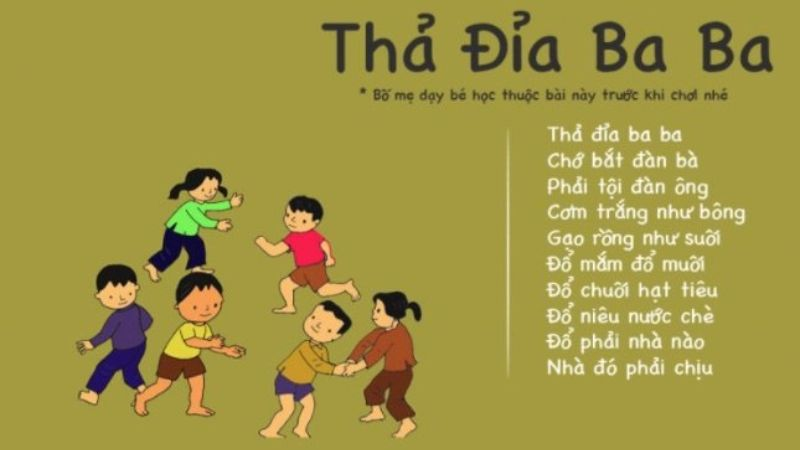 Thả Đỉa Ba Ba
* Bố mẹ dạy bé học thuộc bài này trước khi chơi nhé
Thả đỉa ba ba
Chớ bắt đàn bà
Phải tội đàn ông
Cơm trắng như bông
Gạo rồng như suối
Đổ mắm đổ muối
Đổ chuối hạt tiêu
Đổ niêu nước chè
Đổ phải nhà nào
Nhà đó phải chịu